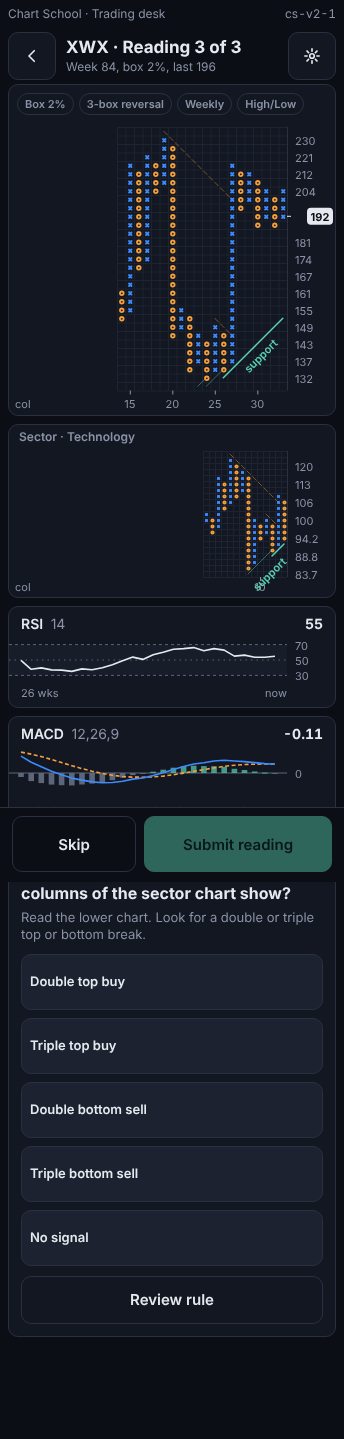 Chart School · Trading desk
cs-v2-1
XWX · Reading 3 of 3
Week 84, box 2%, last 196
Box 2%
3-box reversal
Weekly
High/Low
230
221
212
204
192
181
174
167
161
155
149
143
137
132
support
col
15
20
25
30
Sector · Technology
120
113
106
100
94.2
88.8
83.7
support
col
RSI 14
55
70
50
30
26 wks
now
MACD 12,26,9
-0.11
0
Skip
Submit reading
columns of the sector chart show?
Read the lower chart. Look for a double or triple
top or bottom break.
Double top buy
Triple top buy
Double bottom sell
Triple bottom sell
No signal
Review rule